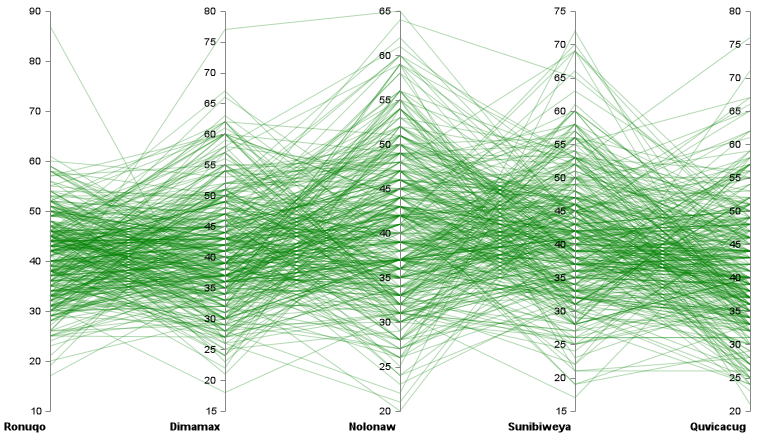 90 80 65 75 80
80 75 60 70 75
70 70 55 65 70
60 65 50 60 65
50 60 45 55 60
40 55 40 50 55
30 50 35 45 50
20 45 30 40 45
10 40 25 35 40
35 20 30 35
30 25 30
25 20 25
20 15 20
15
Ronuqo Dimamax Nolonaw Sunibiweya Quvicacug